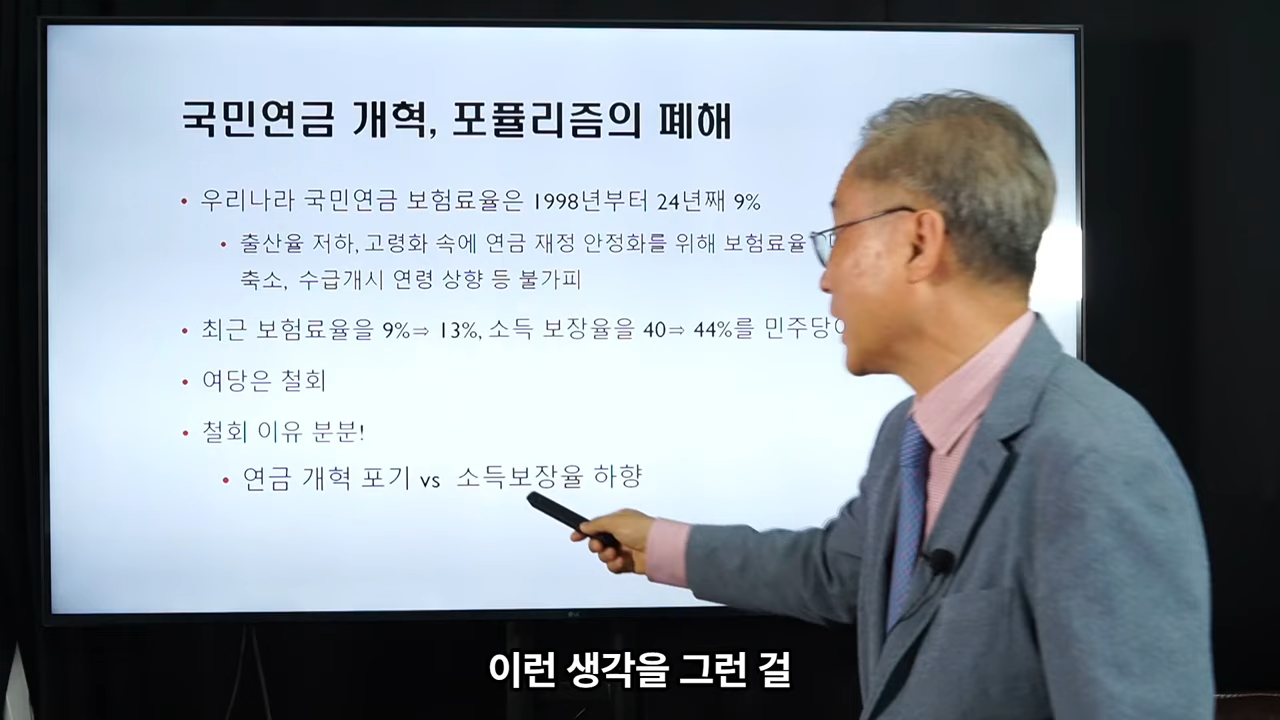 국민연금 개혁, 포퓰리즘의 폐해
• 우리나라 국민연금 보험료율은 1998년부터 24년째 9%
• 출산율 저하, 고령화 속에 연금 재정 안정화를 위해 보험료율
축소, 수급개시 연령 상향 등 불가피
• 최근 보험료율을 9%⇒ 13%, 소득 보장율을 40⇒ 44%를
• 여당은 철회
• 철회 이유 분분!
• 연금 개혁 포기 vs 소득보장율 하향
LG
이런 생각을 그런 걸